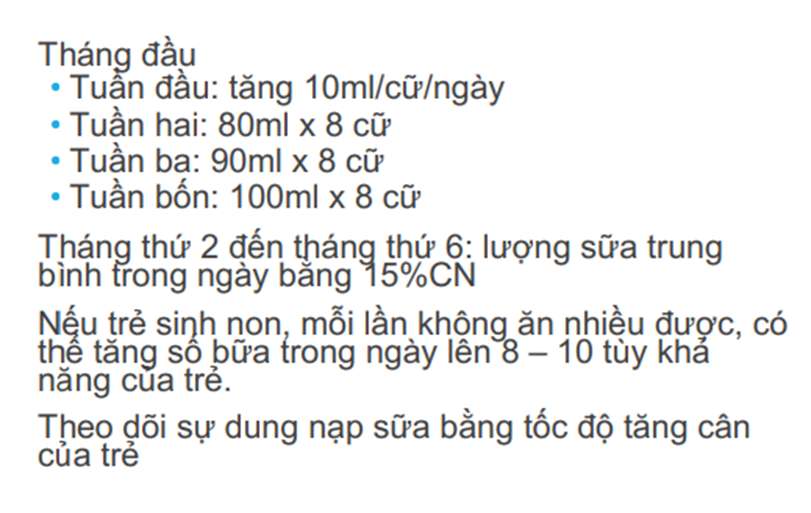 Tháng đầu
• Tuần đầu: tăng 10ml/cữ/ngày
• Tuần hai: 80ml x 8 cữ
• Tuần ba: 90ml x 8 cữ
• Tuần bốn: 100ml x 8 cữ
Tháng thứ 2 đến tháng thứ 6: lượng sữa trung
bình trong ngày bằng 15%CN
Nếu trẻ sinh non, mỗi lần không ăn nhiều được, có
thể tăng số bữa trong ngày lên 8 – 10 tùy khả
năng của trẻ.
Theo dõi sự dung nạp sữa bằng tốc độ tăng cân
của trẻ